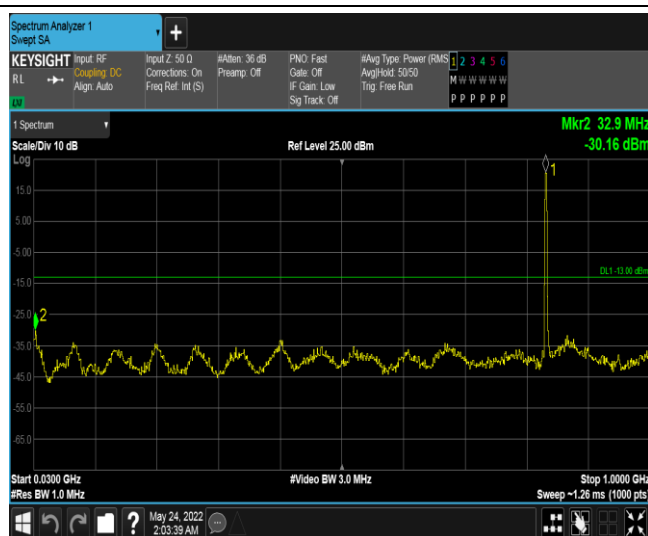 Spectrum Analyzer 1
Swept SA
+
KEYSIGHT
RL
Input: RF
Coupling: DC
Align: Auto
Input Z: 50 Ω
Corrections: On
Freq Ref: Int (S)
#Atten: 36 dB
Preamp: Off
PNO: Fast
Gate: Off
IF Gain: Low
Sig Track: Off
#Avg Type: Power (RMS
Avg|Hold: 50/50
Trig: Free Run
1 2 3 4 5 6
M W W W W W
P P P P P P
1 Spectrum
Mkr2 32.9 MHz
Scale/Div 10 dB
Ref Level 25.00 dBm
-30.16 dBm
Log
1
15.0
5.00
-5.00
DL1 -13.00 dBm
-15.0
-25.0
2
-35.0
-45.0
-55.0
-65.0
Start 0.0300 GHz
#Video BW 3.0 MHz
Stop 1.0000 GHz
#Res BW 1.0 MHz
Sweep ~1.26 ms (1000 pts)
?
May 24, 2022
2:03:39 AM